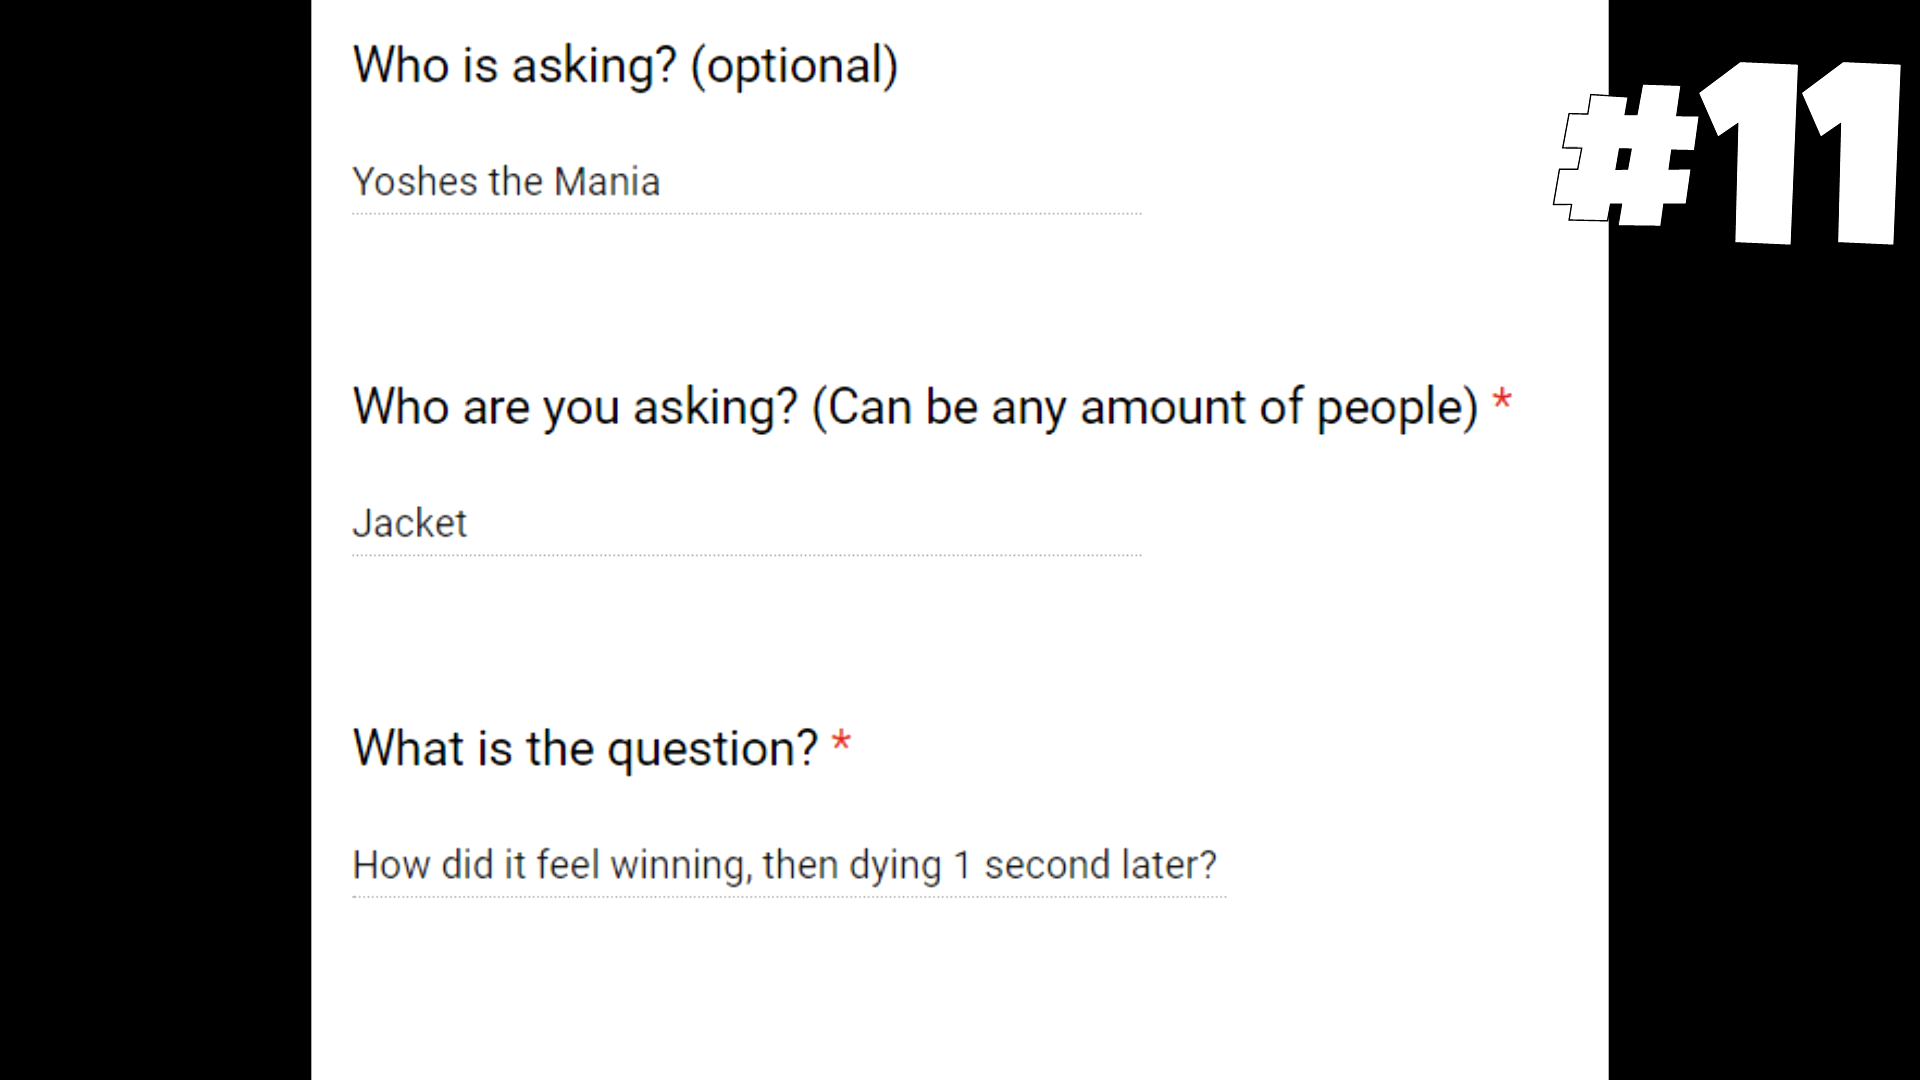 Who is asking? (optional)
#11
Yoshes the Mania
Who are you asking? (Can be any amount of people) *
Jacket
What is the question? *
How did it feel winning, then dying 1 second later?